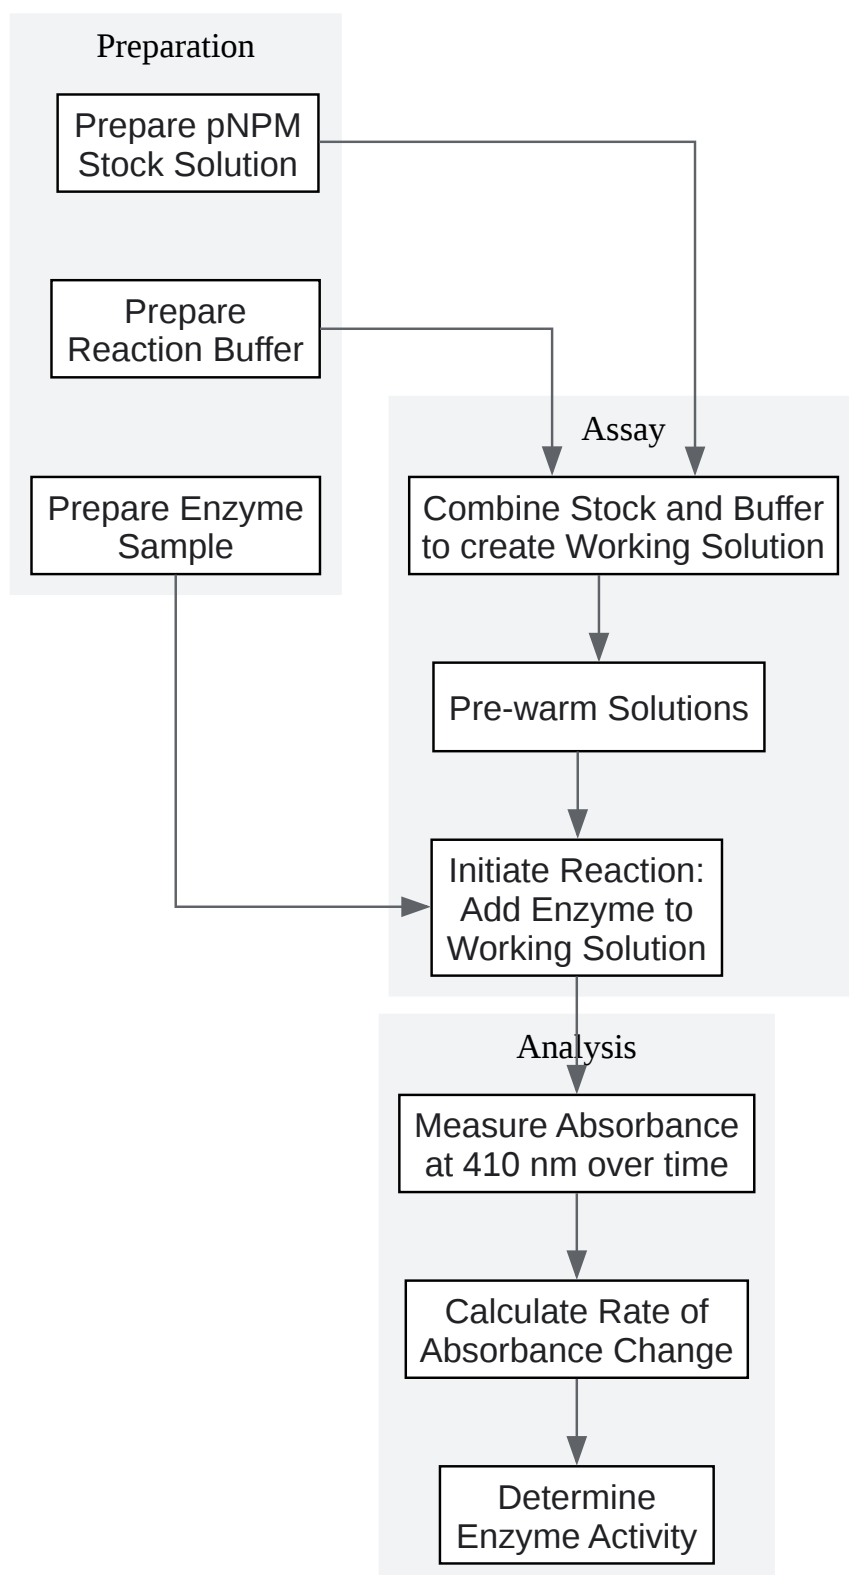 Preparation
Prepare pNPM
Stock Solution
Prepare
Reaction Buffer
Prepare Enzyme
Sample
Assay
Combine Stock and Buffer
to create Working Solution
Pre-warm Solutions
Initiate Reaction:
Add Enzyme to
Working Solution
Analysis
Measure Absorbance
at 410 nm over time
Calculate Rate of
Absorbance Change
Determine
Enzyme Activity